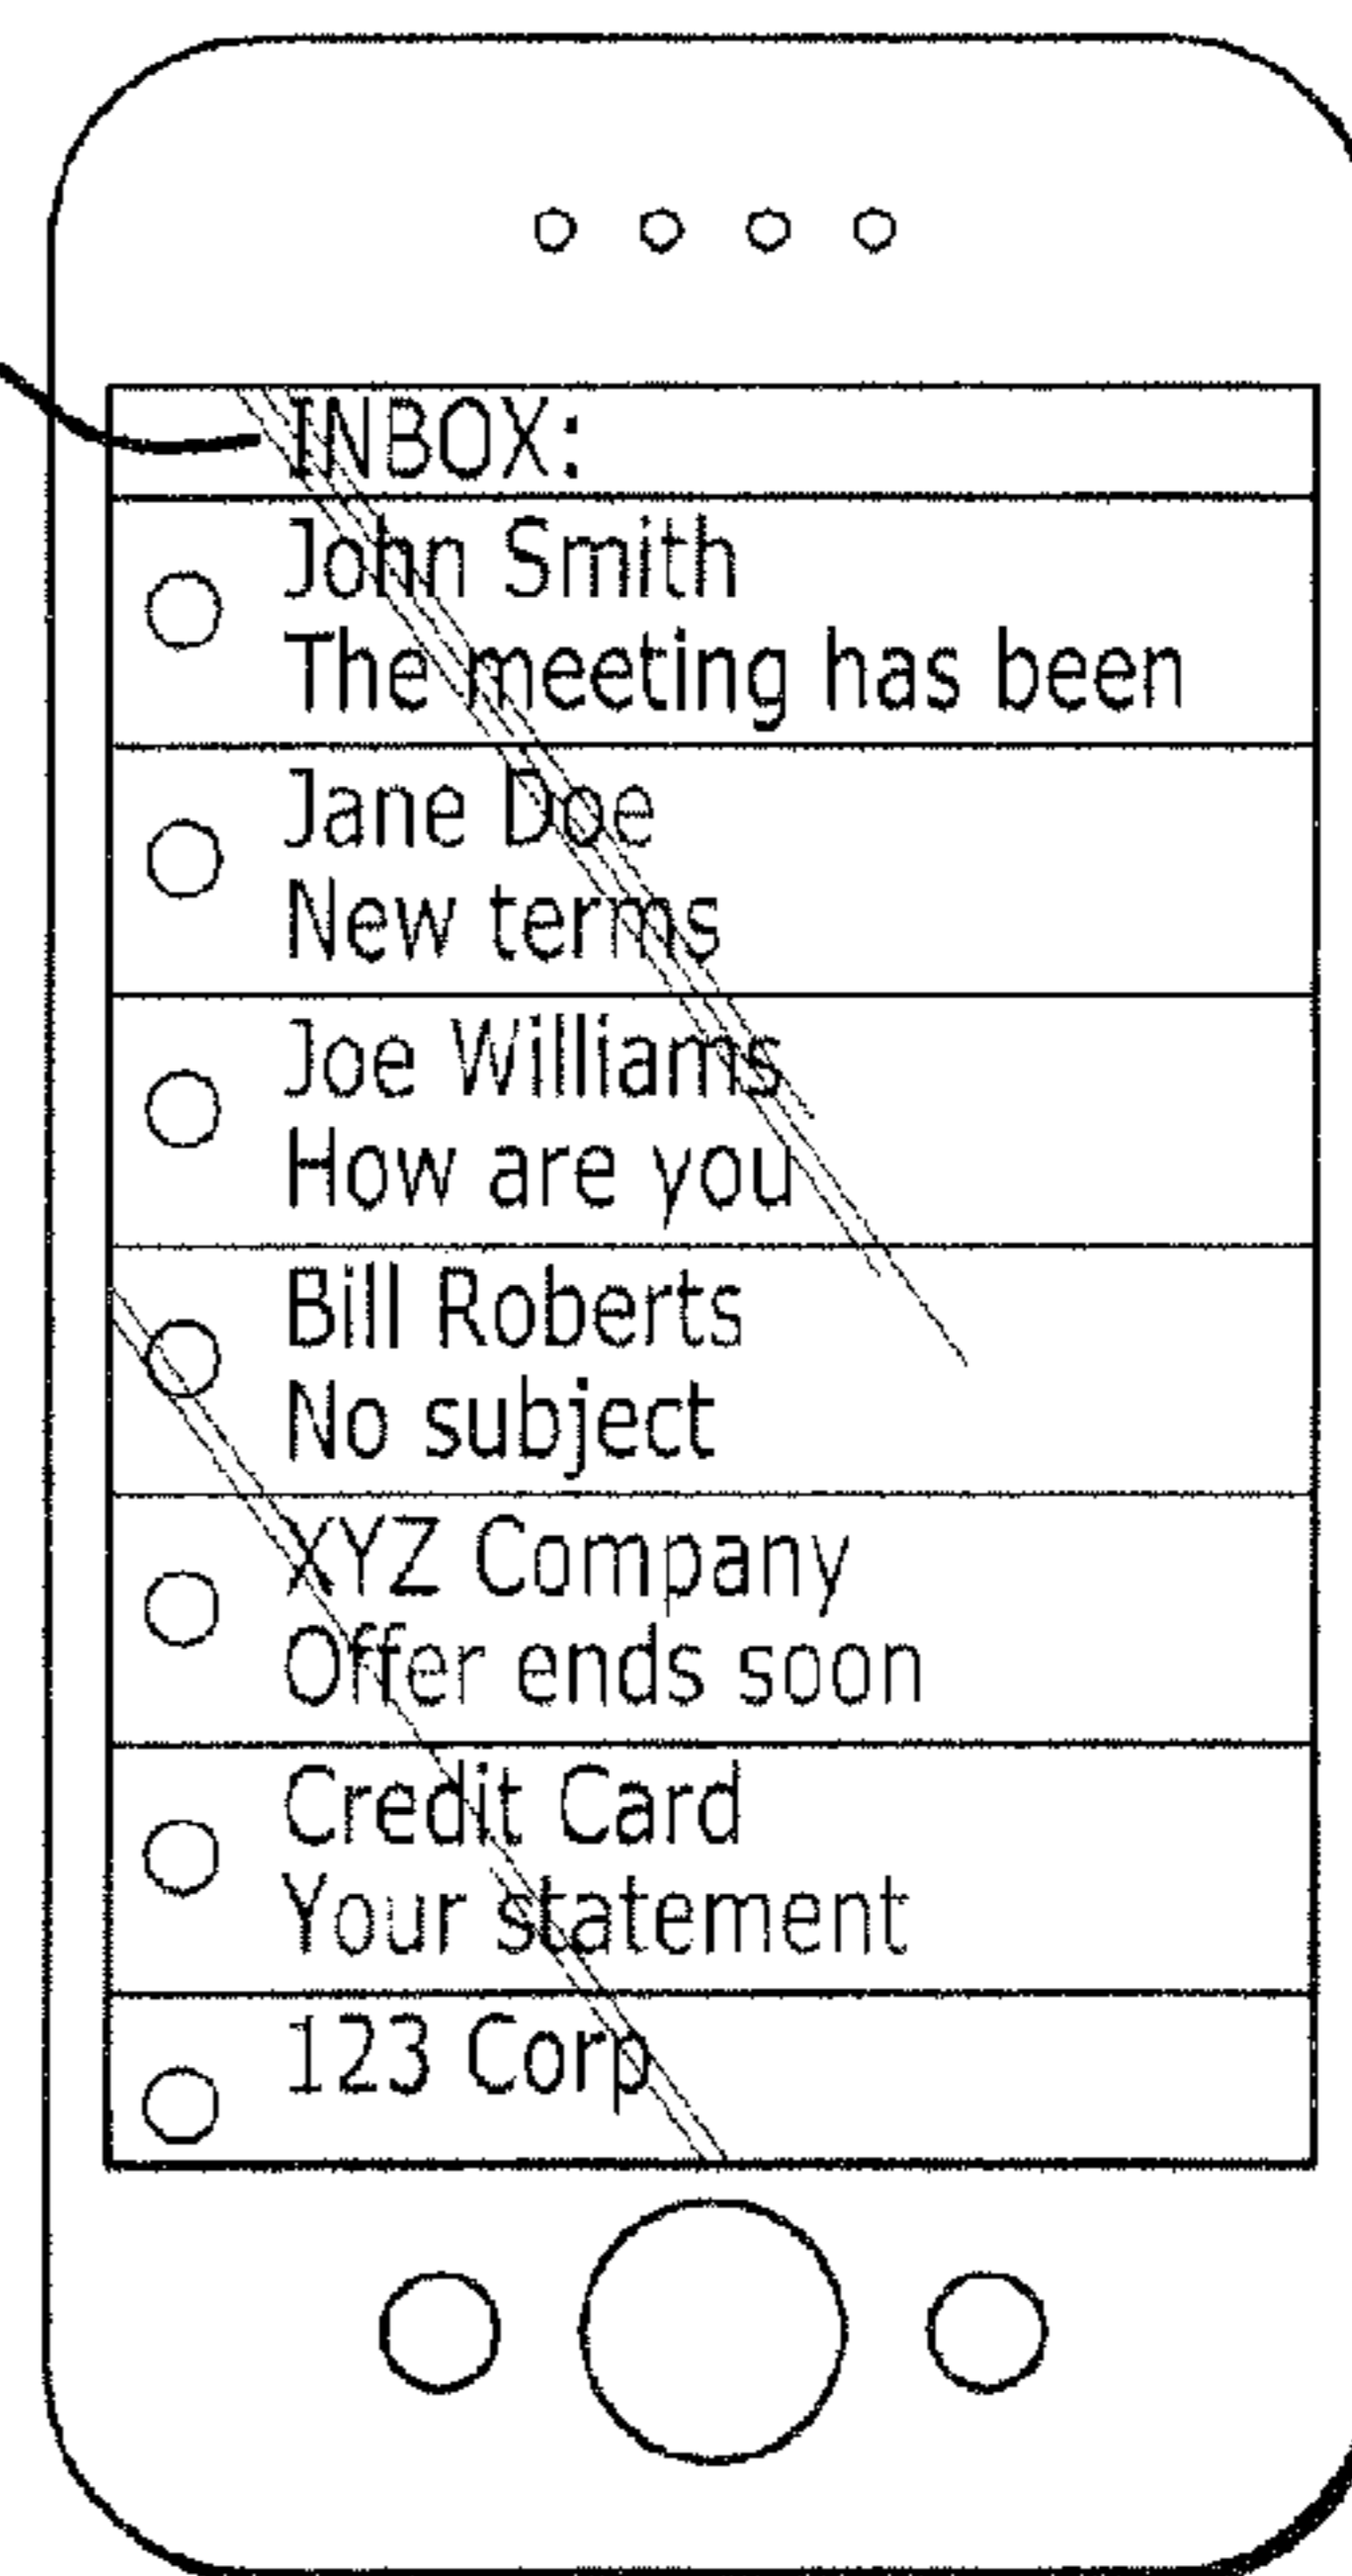 INBOX:
John Smith
The meeting has been
Jane Doe
New terms
Joe Williams
How are you
Bill Roberts
No subject
XYZ Company
Offer ends soon
Credit Card
Your statement
123 Corp